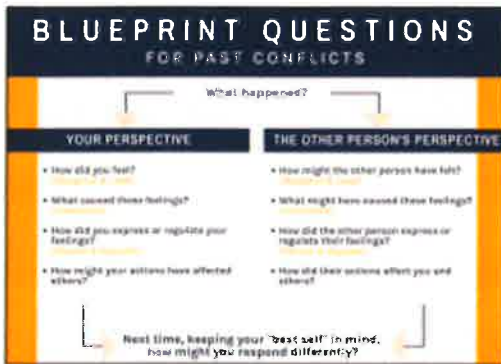 BLUEPRINT QUESTIONS
FOR PAST CONFLICTS
What happened?
YOUR PERSPECTIVE
• How did you feel?
• What caused these feelings?
• How did you express or regulate your
feelings?
• How might your actions have affected
others?
THE OTHER PERSON'S PERSPECTIVE
• How might the other person have felt?
• What might have caused these feelings?
• How did the other person express or
regulate their feelings?
• How did their actions affect you and
others?
Next time, keeping your "best self" in mind,
how might you respond differently?